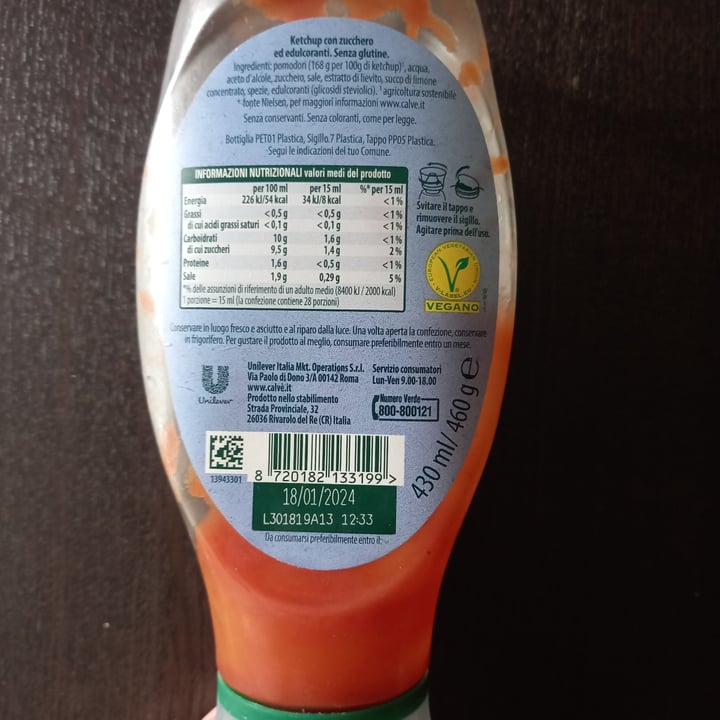 Ketchup con zucchero
ed edulcoranti. Senza glutine.
Ingredienti: pomodori (168 g per 100g di ketchup)¹, acqua,
aceto d'alcole, zucchero, sale, estratto di lievito, succo di limone
concentrato, spezie, edulcoranti (glicosidi steviolici). ¹ agricoltura sostenibile
* fonte Nielsen, per maggiori informazioni www.calve.it
Senza conservanti. Senza coloranti, come per legge.
Bottiglia PET01 Plastica, Sigillo 7 Plastica, Tappo PP05 Plastica.
Segui le indicazioni del tuo Comune.
INFORMAZIONI NUTRIZIONALI valori medi del prodotto
per 100 ml per 15 ml %* per 15 ml
Energia 226 kJ/54 kcal 34 kJ/8 kcal <1%
Grassi <0,5 g <0,5 g <1%
di cui acidi grassi saturi <0,1 g <0,1 g <1%
Carboidrati 10 g 1,6 g <1%
di cui zuccheri 9,5 g 1,4 g 2%
Proteine 1,6 g <0,5 g <1%
Sale 1,9 g 0,29 g 5%
*% delle assunzioni di riferimento di un adulto medio (8400 kJ / 2000 kcal)
1 porzione = 15 ml (la confezione contiene 28 porzioni)
Svitare il tappo e
rimuovere il sigillo.
Agitare prima dell'uso.
EUROPEAN VEGETARIAN
V-LABEL.EU
VEGANO
Conservare in luogo fresco e asciutto e al riparo dalla luce. Una volta aperta la confezione, conservare
in frigorifero. Per gustare il prodotto al meglio, consumare preferibilmente entro un mese.
Unilever
Unilever Italia Mkt. Operations S.r.l.
Via Paolo di Dono 3/A 00142 Roma
www.calvè.it
Prodotto nello stabilimento
Strada Provinciale, 32
26036 Rivarolo del Re (CR) Italia
Servizio consumatori
Lun-Ven 9.00-18.00
Numero Verde
800-800121
430 ml / 460 g e
13943301
8 720182 133199 >
18/01/2024
L301819A13 12:33
Da consumarsi preferibilmente entro il: